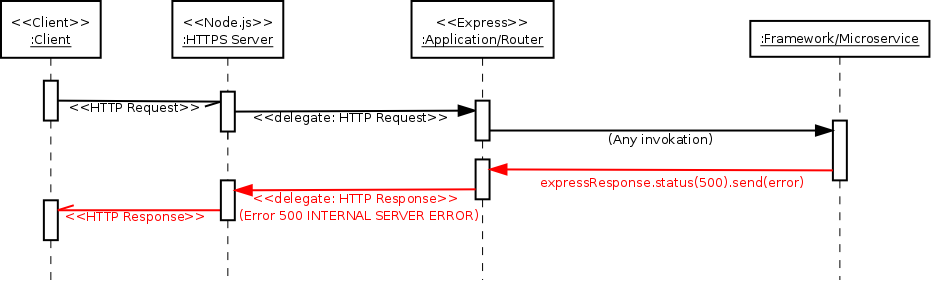 <<Client>>
:Client
<<Node.js>>
:HTTPS Server
<<Express>>
:Application/Router
:Framework/Microservice
<<HTTP Request>>
<<delegate: HTTP Request>>
(Any invokation)
expressResponse.status(500).send(error)
<<delegate: HTTP Response>>
(Error 500 INTERNAL SERVER ERROR)
<<HTTP Response>>